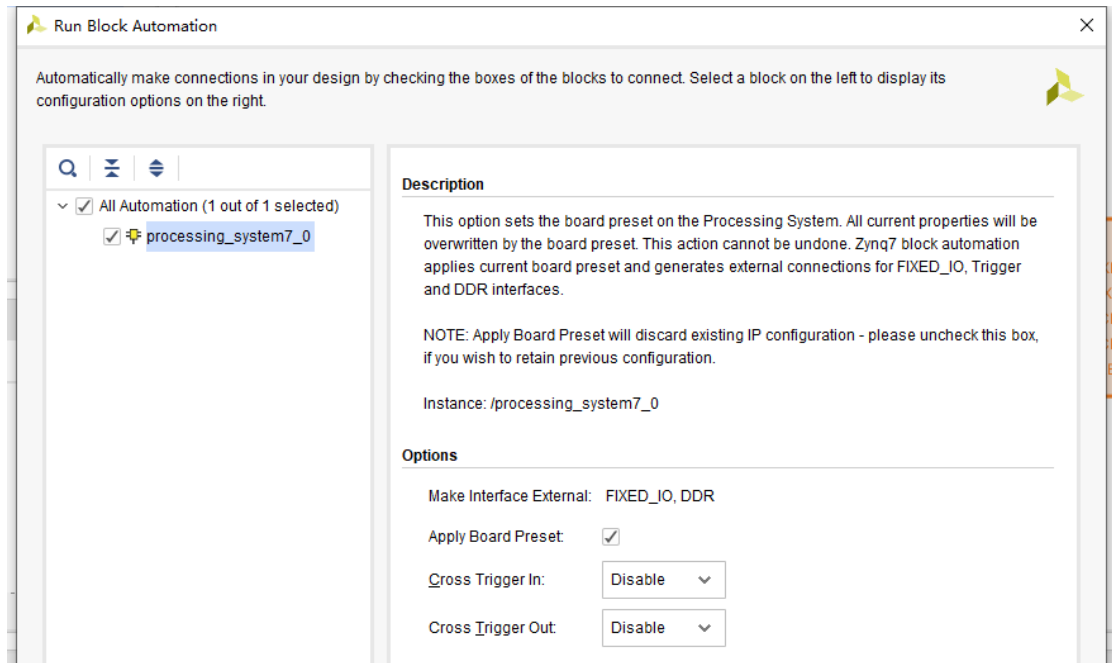 Run Block Automation
Automatically make connections in your design by checking the boxes of the blocks to connect. Select a block on the left to display its
configuration options on the right.
All Automation (1 out of 1 selected)
processing_system7_0
Description
This option sets the board preset on the Processing System. All current properties will be
overwritten by the board preset. This action cannot be undone. Zynq7 block automation
applies current board preset and generates external connections for FIXED_IO, Trigger
and DDR interfaces.
NOTE: Apply Board Preset will discard existing IP configuration - please uncheck this box,
if you wish to retain previous configuration.
Instance: /processing_system7_0
Options
Make Interface External: FIXED_IO, DDR
Apply Board Preset:
Cross Trigger In: Disable
Cross Trigger Out: Disable